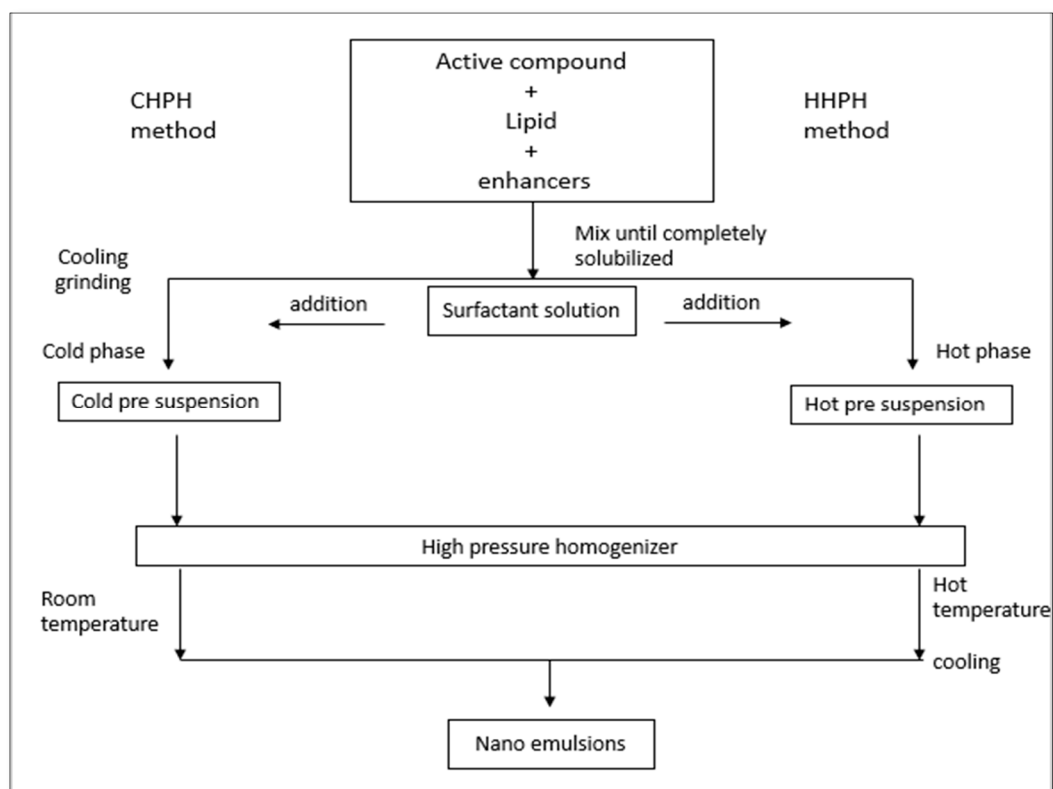 Active compound
+
Lipid
+
enhancers
CHPH
method
HHPH
method
Mix until completely
solubilized
Cooling
grinding
addition
Surfactant solution
addition
Cold phase
Hot phase
Cold pre suspension
Hot pre suspension
High pressure homogenizer
Room
temperature
Hot
temperature
cooling
Nano emulsions